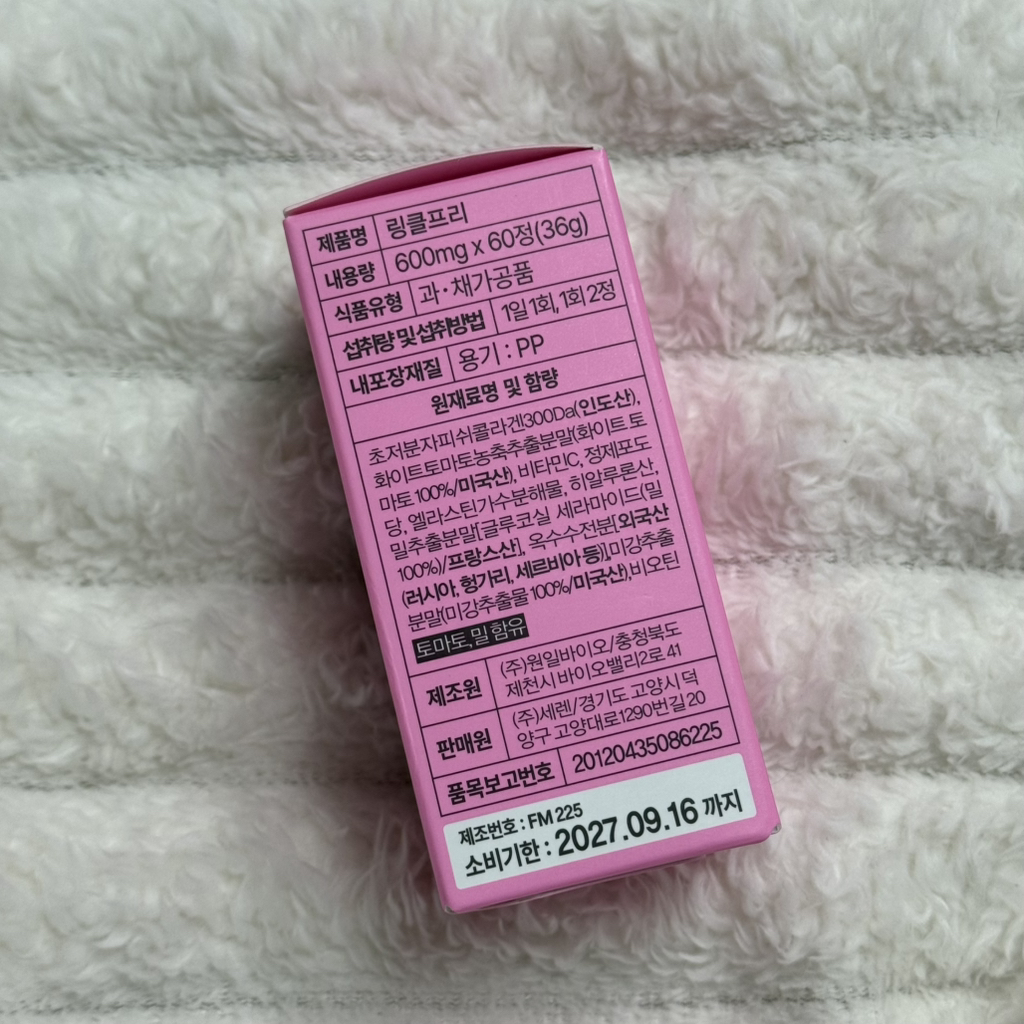 제품명 링클프리
내용량 600mg x 60정(36g)
식품유형 과·채가공품
섭취량 및 섭취방법 1일 1회, 1회 2정
내포장재질 용기 : PP
원재료명 및 함량
초저분자피쉬콜라겐300Da(인도산),
화이트토마토농축추출분말(화이트토
마토100%/미국산), 비타민C, 정제포도
당, 엘라스틴가수분해물, 히알루론산,
밀추출분말[글루코실 세라마이드(밀
100%)/프랑스산], 옥수수전분[외국산
(러시아, 헝가리, 세르비아 등)],미강추출
분말(미강추출물100%/미국산),비오틴
토마토,밀 함유
제조원 (주)원일바이오/충청북도
제천시 바이오밸리2로 41
판매원 (주)세렌/경기도 고양시 덕
양구 고양대로1290번길 20
품목보고번호 20120435086225
제조번호 : FM 225
소비기한 : 2027.09.16 까지